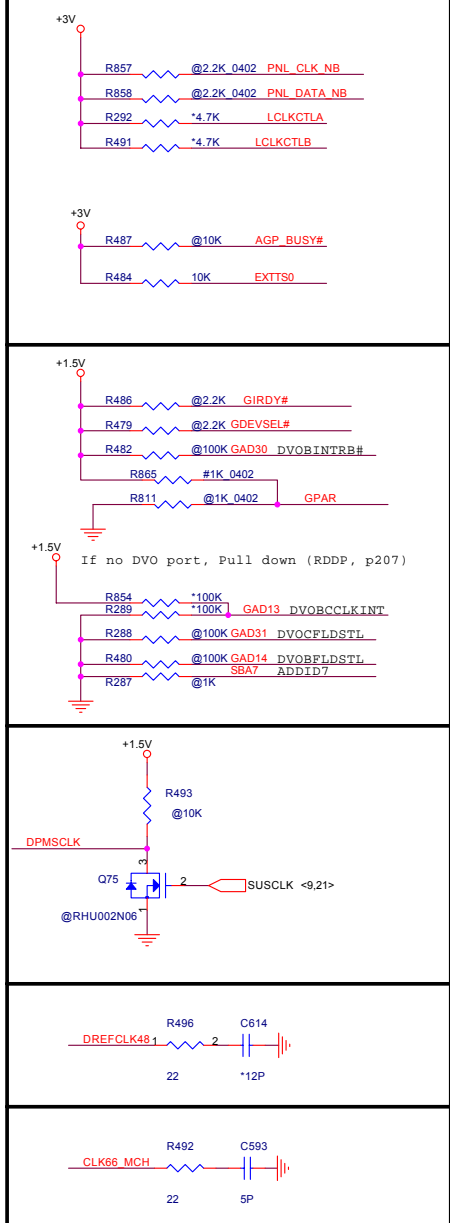 +3V
R857 @2.2K_0402 PNL_CLK_NB
R858 @2.2K_0402 PNL_DATA_NB
R292 *4.7K LCLKCTLA
R491 *4.7K LCLKCTLB
+3V
R487 @10K AGP_BUSY#
R484 10K EXTTS0
+1.5V
R486 @2.2K GIRDY#
R479 @2.2K GDEVSEL#
R482 @100K GAD30 DVOBINTRB#
R865 #1K_0402
R811 @1K_0402 GPAR
+1.5V
If no DVO port, Pull down (RDDP, p207)
R854 *100K
R289 *100K GAD13 DVOBCCLKINT
R288 @100K GAD31 DVOCFLDSTL
R480 @100K GAD14 DVOBFLDSTL
R287 @1K SBA7 ADDID7
+1.5V
R493
@10K
DPMSCLK
3
Q75 2 SUSCLK <9,21>
1
@RHU002N06
R496 C614
DREFCLK48 1 2
22 *12P
R492 C593
CLK66_MCH
22 5P